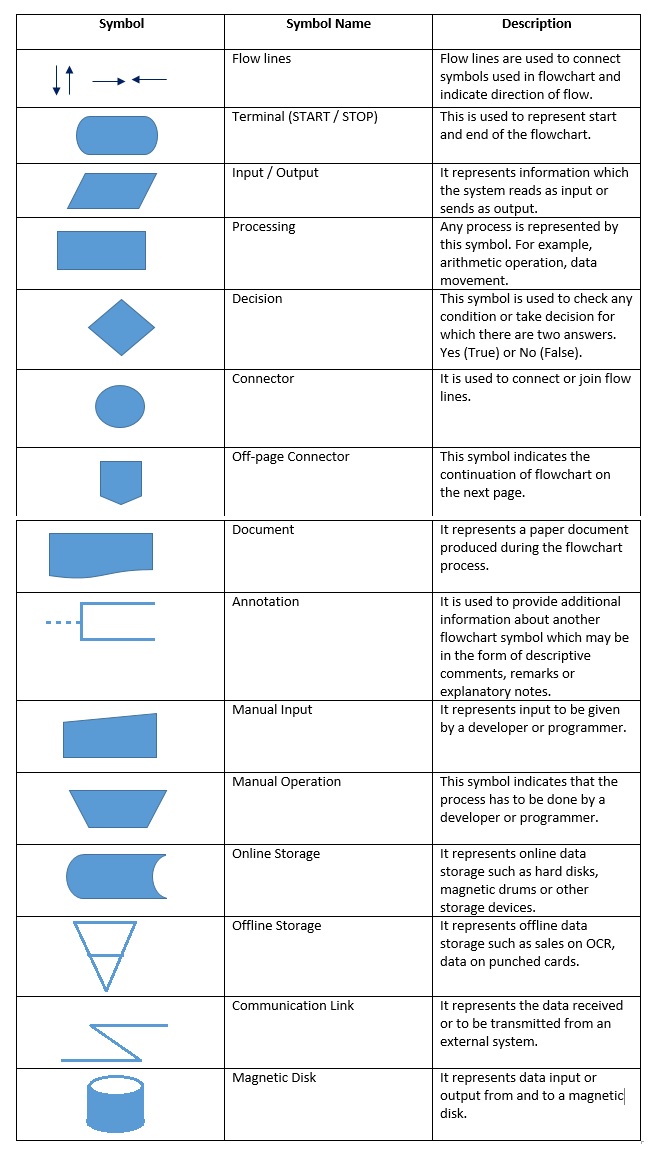 Symbol Symbol Name Description
Flow lines
Flow lines are used to connect
symbols used in flowchart and
indicate direction of flow.
Terminal (START / STOP)
This is used to represent start
and end of the flowchart.
Input / Output
It represents information which
the system reads as input or
sends as output.
Processing
Any process is represented by
this symbol. For example,
arithmetic operation, data
movement.
Decision
This symbol is used to check any
condition or take decision for
which there are two answers.
Yes (True) or No (False).
Connector
It is used to connect or join flow
lines.
Off-page Connector
This symbol indicates the
continuation of flowchart on
the next page.
Document
It represents a paper document
produced during the flowchart
process.
Annotation
It is used to provide additional
information about another
flowchart symbol which may be
in the form of descriptive
comments, remarks or
explanatory notes.
Manual Input
It represents input to be given
by a developer or programmer.
Manual Operation
This symbol indicates that the
process has to be done by a
developer or programmer.
Online Storage
It represents online data
storage such as hard disks,
magnetic drums or other
storage devices.
Offline Storage
It represents offline data
storage such as sales on OCR,
data on punched cards.
Communication Link
It represents the data received
or to be transmitted from an
external system.
Magnetic Disk
It represents data input or
output from and to a magnetic
disk.